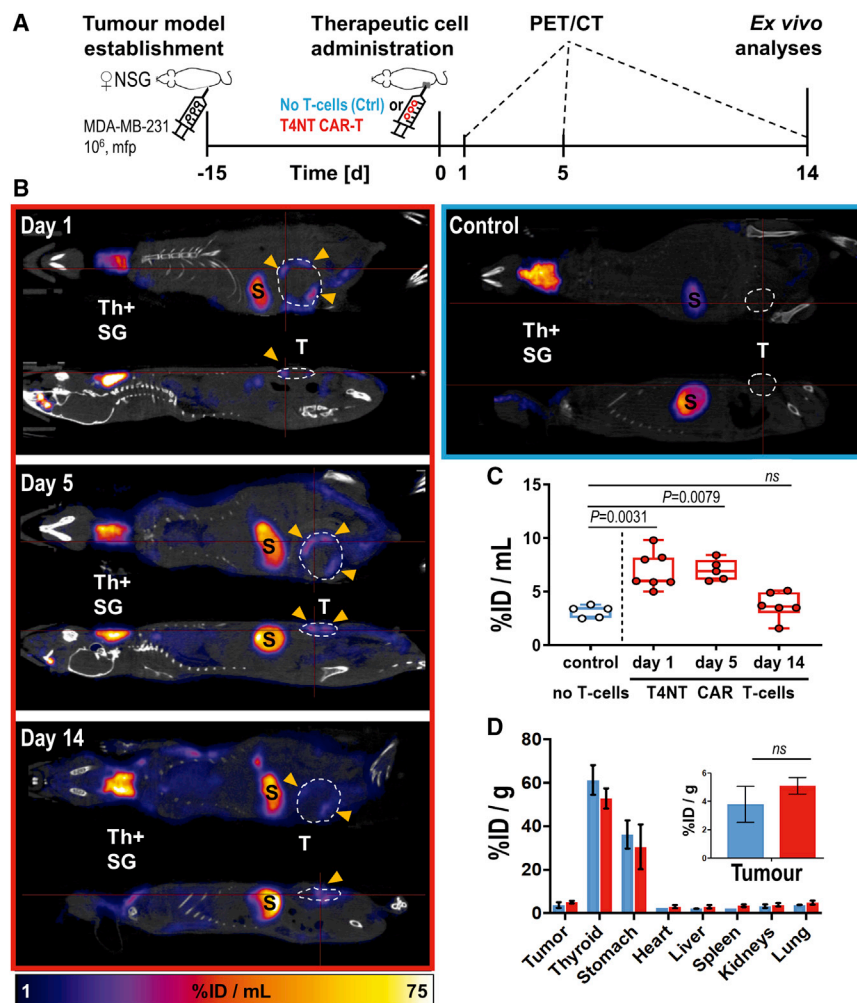 A
Tumour model
establishment
Therapeutic cell
administration
PET/CT
Ex vivo
analyses
♀NSG
MDA-MB-231
10⁶, mfp
No T-cells (Ctrl) or
T4NT CAR-T
-15
Time [d]
0
1
5
14
B
Day 1
Th+
SG
S
T
S
Day 5
Th+
SG
S
T
S
Day 14
Th+
SG
S
T
S
1
%ID / mL
75
Control
Th+
SG
S
T
S
C
%ID / mL
15
10
5
0
ns
P=0.0079
P=0.0031
control
day 1
day 5
day 14
no T-cells
T4NT CAR T-cells
D
%ID / g
80
60
40
20
0
Tumor
Thyroid
Stomach
Heart
Liver
Spleen
Kidneys
Lung
ns
%ID / g
6
4
2
0
Tumour